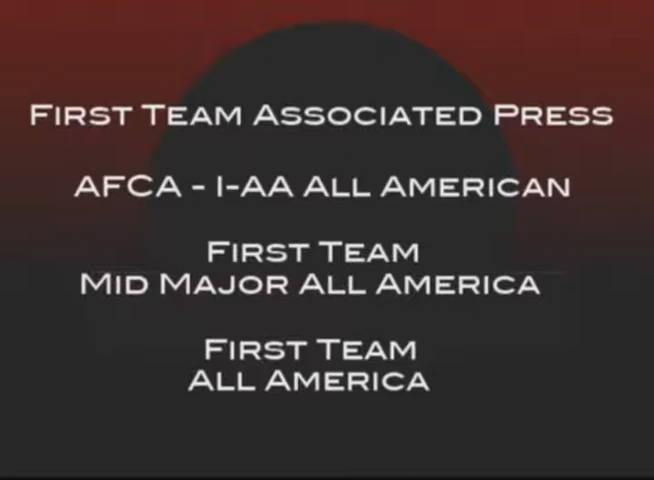 First Team Associated Press
AFCA - I-AA All American
First Team
Mid Major All America
First Team
All America